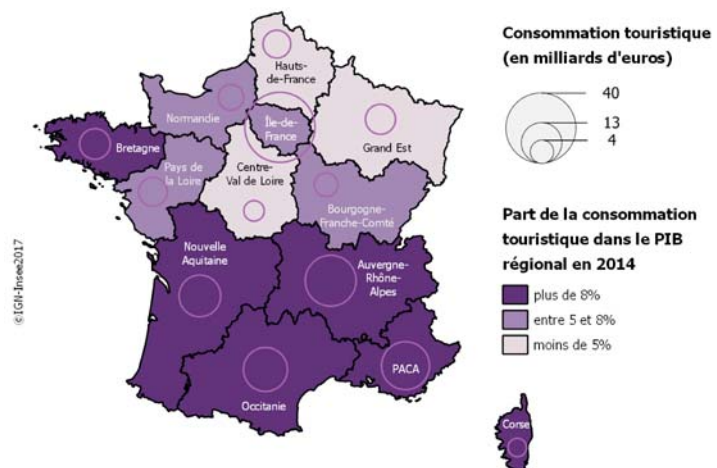 Consommation touristique
(en milliards d'euros)
40
13
4
Hauts-
de-France
Normandie
Île-de-
France
Grand Est
Bretagne
Pays de
la Loire
Centre-
Val de Loire
Bourgogne-
Franche-Comté
Part de la consommation
touristique dans le PIB
régional en 2014
plus de 8%
entre 5 et 8%
moins de 5%
Nouvelle
Aquitaine
Auvergne-
Rhône-
Alpes
©IGN-Insee2017
PACA
Occitanie
Corse